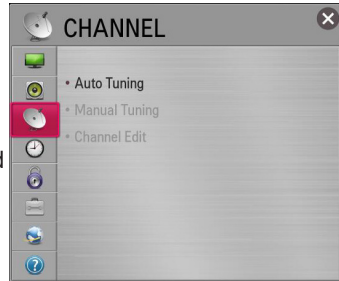 CHANNEL
• Auto Tuning
• Manual Tuning
• Channel Edit
d
?